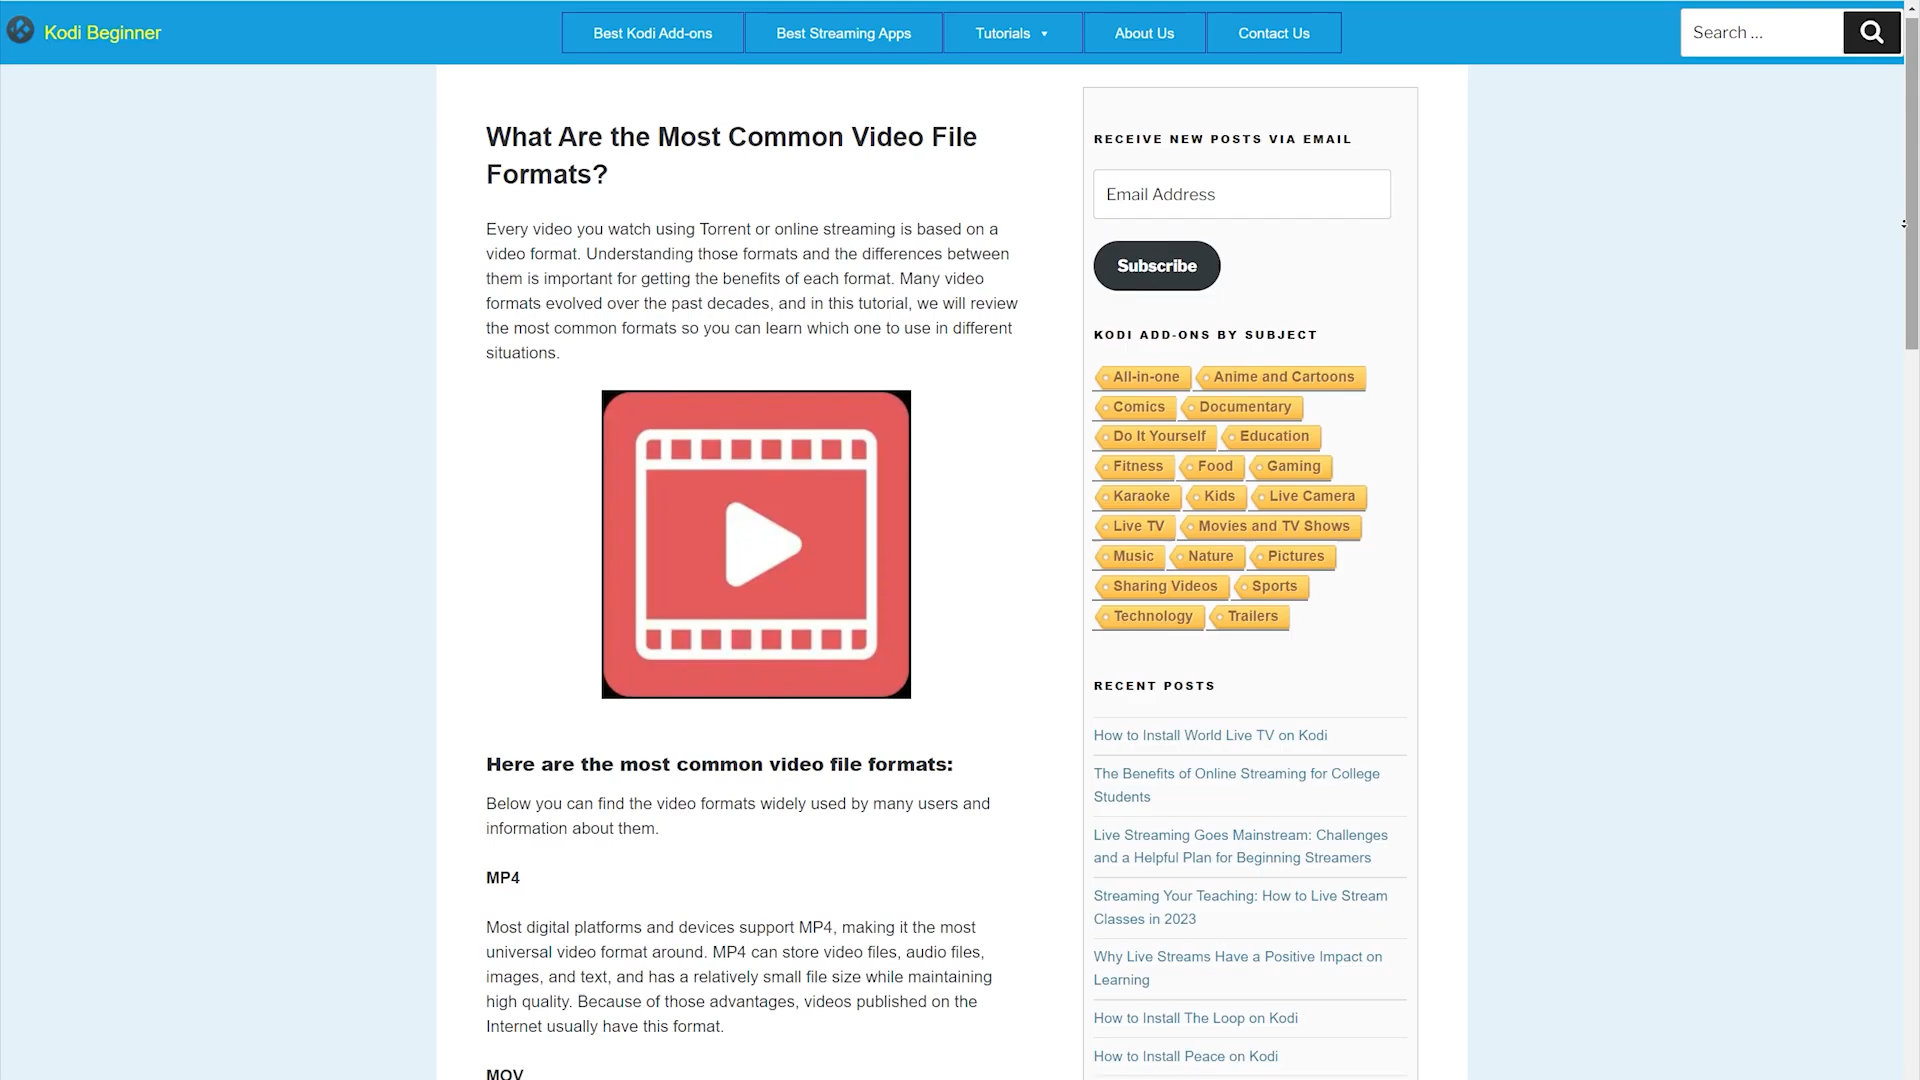 Kodi Beginner
Best Kodi Add-ons
Best Streaming Apps
Tutorials
About Us
Contact Us
Search ...
What Are the Most Common Video File
Formats?
Every video you watch using Torrent or online streaming is based on a
video format. Understanding those formats and the differences between
them is important for getting the benefits of each format. Many video
formats evolved over the past decades, and in this tutorial, we will review
the most common formats so you can learn which one to use in different
situations.
Here are the most common video file formats:
Below you can find the video formats widely used by many users and
information about them.
MP4
Most digital platforms and devices support MP4, making it the most
universal video format around. MP4 can store video files, audio files,
images, and text, and has a relatively small file size while maintaining
high quality. Because of those advantages, videos published on the
Internet usually have this format.
MOV
RECEIVE NEW POSTS VIA EMAIL
Email Address
Subscribe
KODI ADD-ONS BY SUBJECT
All-in-one Anime and Cartoons
Comics Documentary
Do It Yourself Education
Fitness Food Gaming
Karaoke Kids Live Camera
Live TV Movies and TV Shows
Music Nature Pictures
Sharing Videos Sports
Technology Trailers
RECENT POSTS
How to Install World Live TV on Kodi
The Benefits of Online Streaming for College
Students
Live Streaming Goes Mainstream: Challenges
and a Helpful Plan for Beginning Streamers
Streaming Your Teaching: How to Live Stream
Classes in 2023
Why Live Streams Have a Positive Impact on
Learning
How to Install The Loop on Kodi
How to Install Peace on Kodi